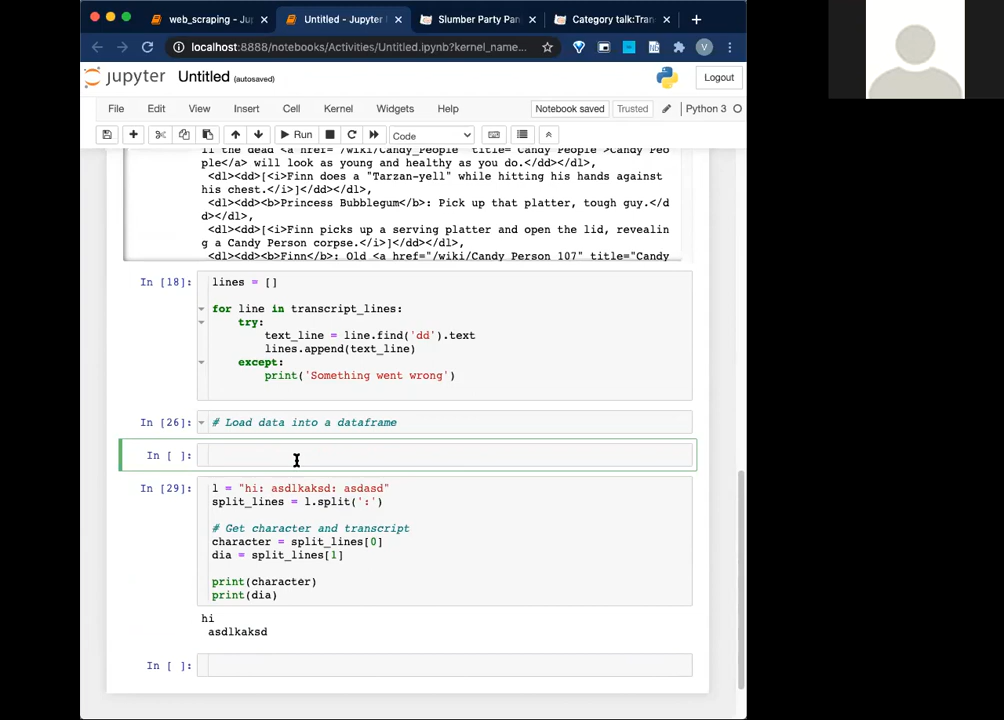 web_scraping - Ju
Untitled - Jupyter
Slumber Party Pan
Category talk:Tran
localhost:8888/notebooks/Activities/Untitled.ipynb?kernel_name...
V
jupyter Untitled (autosaved)
Logout
File Edit View Insert Cell Kernel Widgets Help
Notebook saved Trusted Python 3
Run Code
ll the dead <a href="/wiki/Candy_People" title="Candy People">Candy Peo
ple</a> will look as young and healthy as you do.</dd></dl>,
<dl><dd>[<i>Finn does a "Tarzan-yell" while hitting his hands against
his chest.</i>]</dd></dl>,
<dl><dd><b>Princess Bubblegum</b>: Pick up that platter, tough guy.</d
d></dl>,
<dl><dd>[<i>Finn picks up a serving platter and open the lid, revealin
g a Candy Person corpse.</i>]</dd></dl>,
<dl><dd><b>Finn</b>: Old <a href="/wiki/Candy_Person_107" title="Candy
In [18]:
lines = []
for line in transcript_lines:
try:
text_line = line.find('dd').text
lines.append(text_line)
except:
print('Something went wrong')
In [26]:
# Load data into a dataframe
In [ ]:
In [29]:
l = "hi: asdlkaksd: asdasd"
split_lines = l.split(':')
# Get character and transcript
character = split_lines[0]
dia = split_lines[1]
print(character)
print(dia)
hi
asdlkaksd
In [ ]: